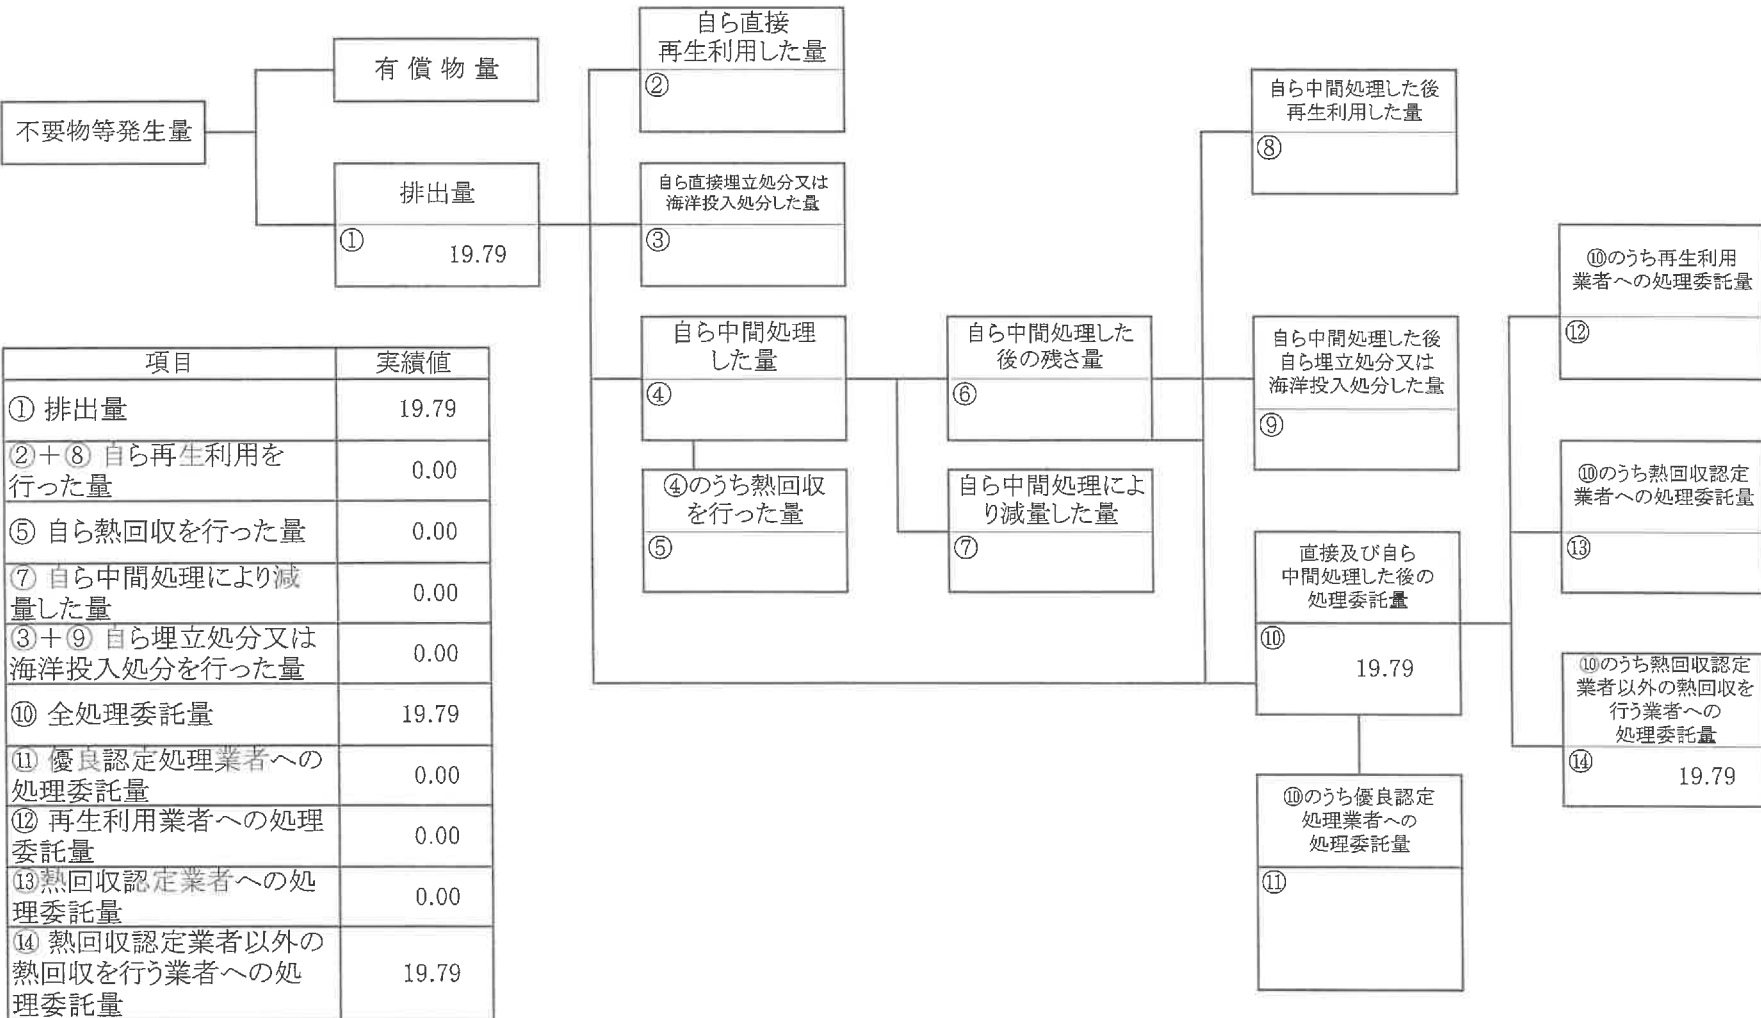 不要物等発生量
有償物量
排出量
①
19.79
自ら直接
再生利用した量
②
自ら直接埋立処分又は
海洋投入処分した量
③
自ら中間処理
した量
④
④のうち熱回収
を行った量
⑤
自ら中間処理した
後の残さ量
⑥
自ら中間処理によ
り減量した量
⑦
自ら中間処理した後
再生利用した量
⑧
自ら中間処理した後
自ら埋立処分又は
海洋投入処分した量
⑨
直接及び自ら
中間処理した後の
処理委託量
⑩
19.79
⑩のうち優良認定
処理業者への
処理委託量
⑪
⑩のうち再生利用
業者への処理委託量
⑫
⑩のうち熱回収認定
業者への処理委託量
⑬
⑩のうち熱回収認定
業者以外の熱回収を
行う業者への
処理委託量
⑭
19.79
項目 実績値
① 排出量 19.79
②+⑧ 自ら再生利用を
行った量 0.00
⑤ 自ら熱回収を行った量 0.00
⑦ 自ら中間処理により減
量した量 0.00
③+⑨ 自ら埋立処分又は
海洋投入処分を行った量 0.00
⑩ 全処理委託量 19.79
⑪ 優良認定処理業者への
処理委託量 0.00
⑫ 再生利用業者への処理
委託量 0.00
⑬熱回収認定業者への処
理委託量 0.00
⑭ 熱回収認定業者以外の
熱回収を行う業者への処
理委託量 19.79